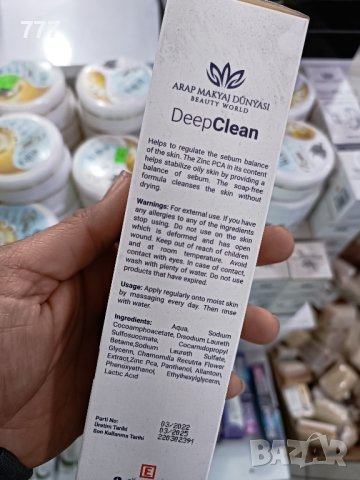 777
ARAP MAKYAJ DÜNYASI
BEAUTY WORLD
DeepClean
Helps to regulate the sebum balance
of the skin. The Zinc PCA in its content
helps stabilize oily skin by providing a
balance of sebum. The soap-free
formula cleanses the skin without
drying.
Warnings: For external use. If you have
any allergies to any of the ingredients
stop using. Do not use on the skin
which is deformed and has open
wound. Keep out of reach of children
and at room temperature. Avoid
contact with eyes. In case of contact,
wash with plenty of water. Do not use
products that have expired.
Usage: Apply regularly onto moist skin
by massaging every day. Then rinse
with water.
Ingredients: Aqua, Sodium
Cocoamphoacetate, Dısodium Laureth
Sulfosuccanate, Cocamidopropyl
Betaine,Sodium Laureth Sulfate,
Glycerin, Chamomilla Recutita Flower
Extract,Zinc Pca, Panthenol, Allantoin,
Phenoxyethanol, Ethylhexylglycerin,
Lactic Acid
Parti No:
Üretim Tarihi
Son Kullanma Tarihi
03/2022
03/2025
220302391
E
BAZAR